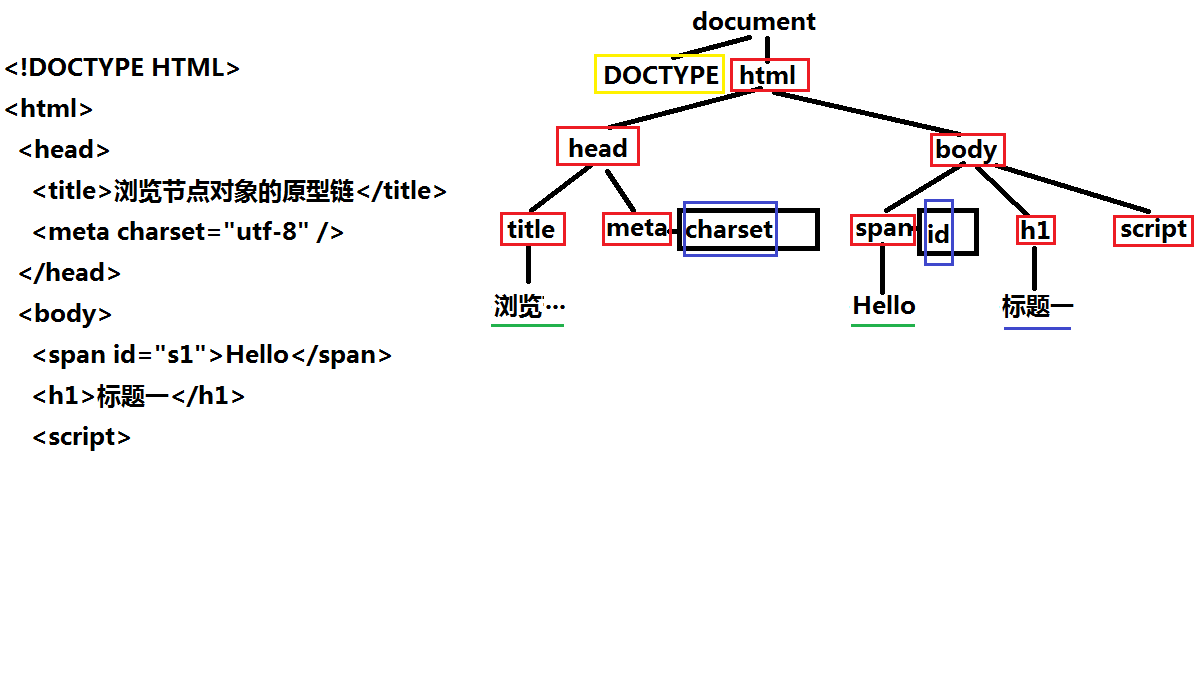 <!DOCTYPE HTML>
<html>
<head>
<title>浏览节点对象的原型链</title>
<meta charset="utf-8" />
</head>
<body>
<span id="s1">Hello</span>
<h1>标题一</h1>
<script>
document
DOCTYPE html
head body
title meta charset span id h1 script
浏览… Hello 标题一